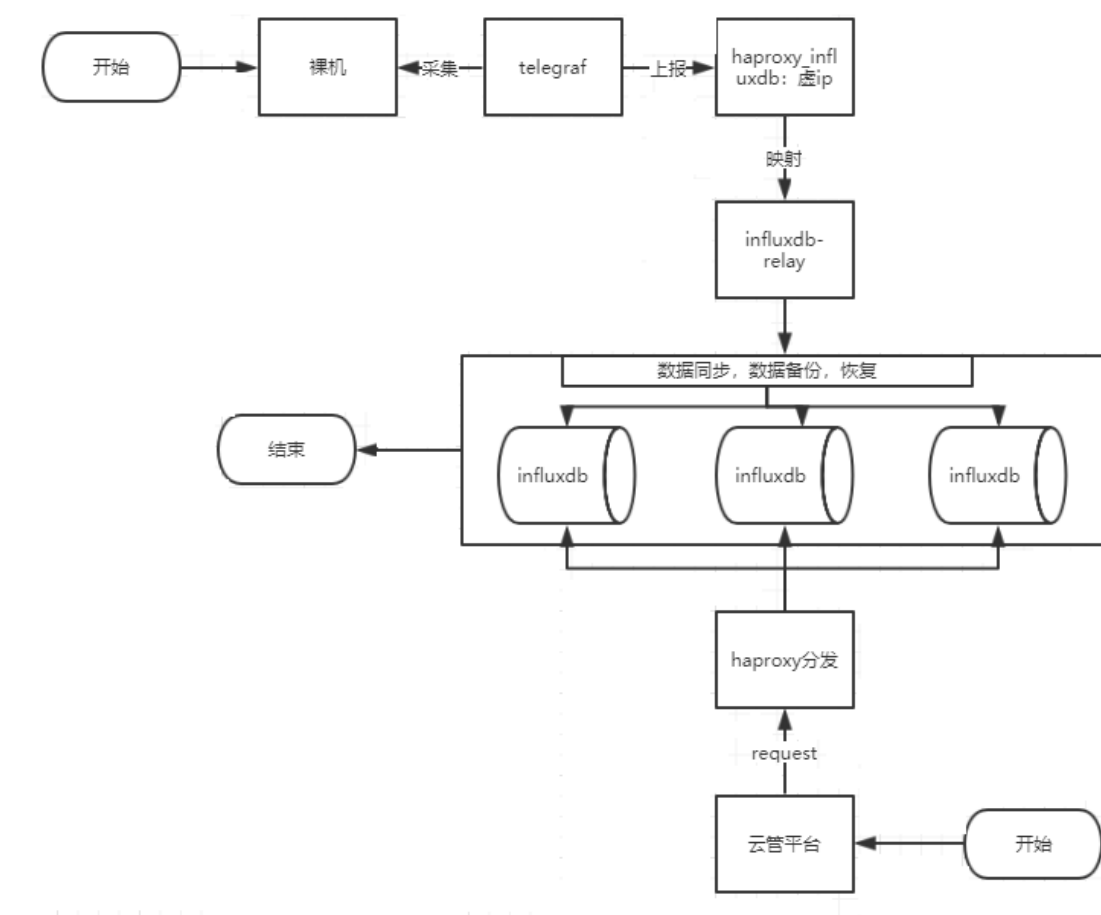 开始
裸机
采集
telegraf
上报
haproxy_infl
uxdb：虚ip
映射
influxdb-
relay
数据同步，数据备份，恢复
结束
influxdb
influxdb
influxdb
haproxy分发
request
云管平台
开始